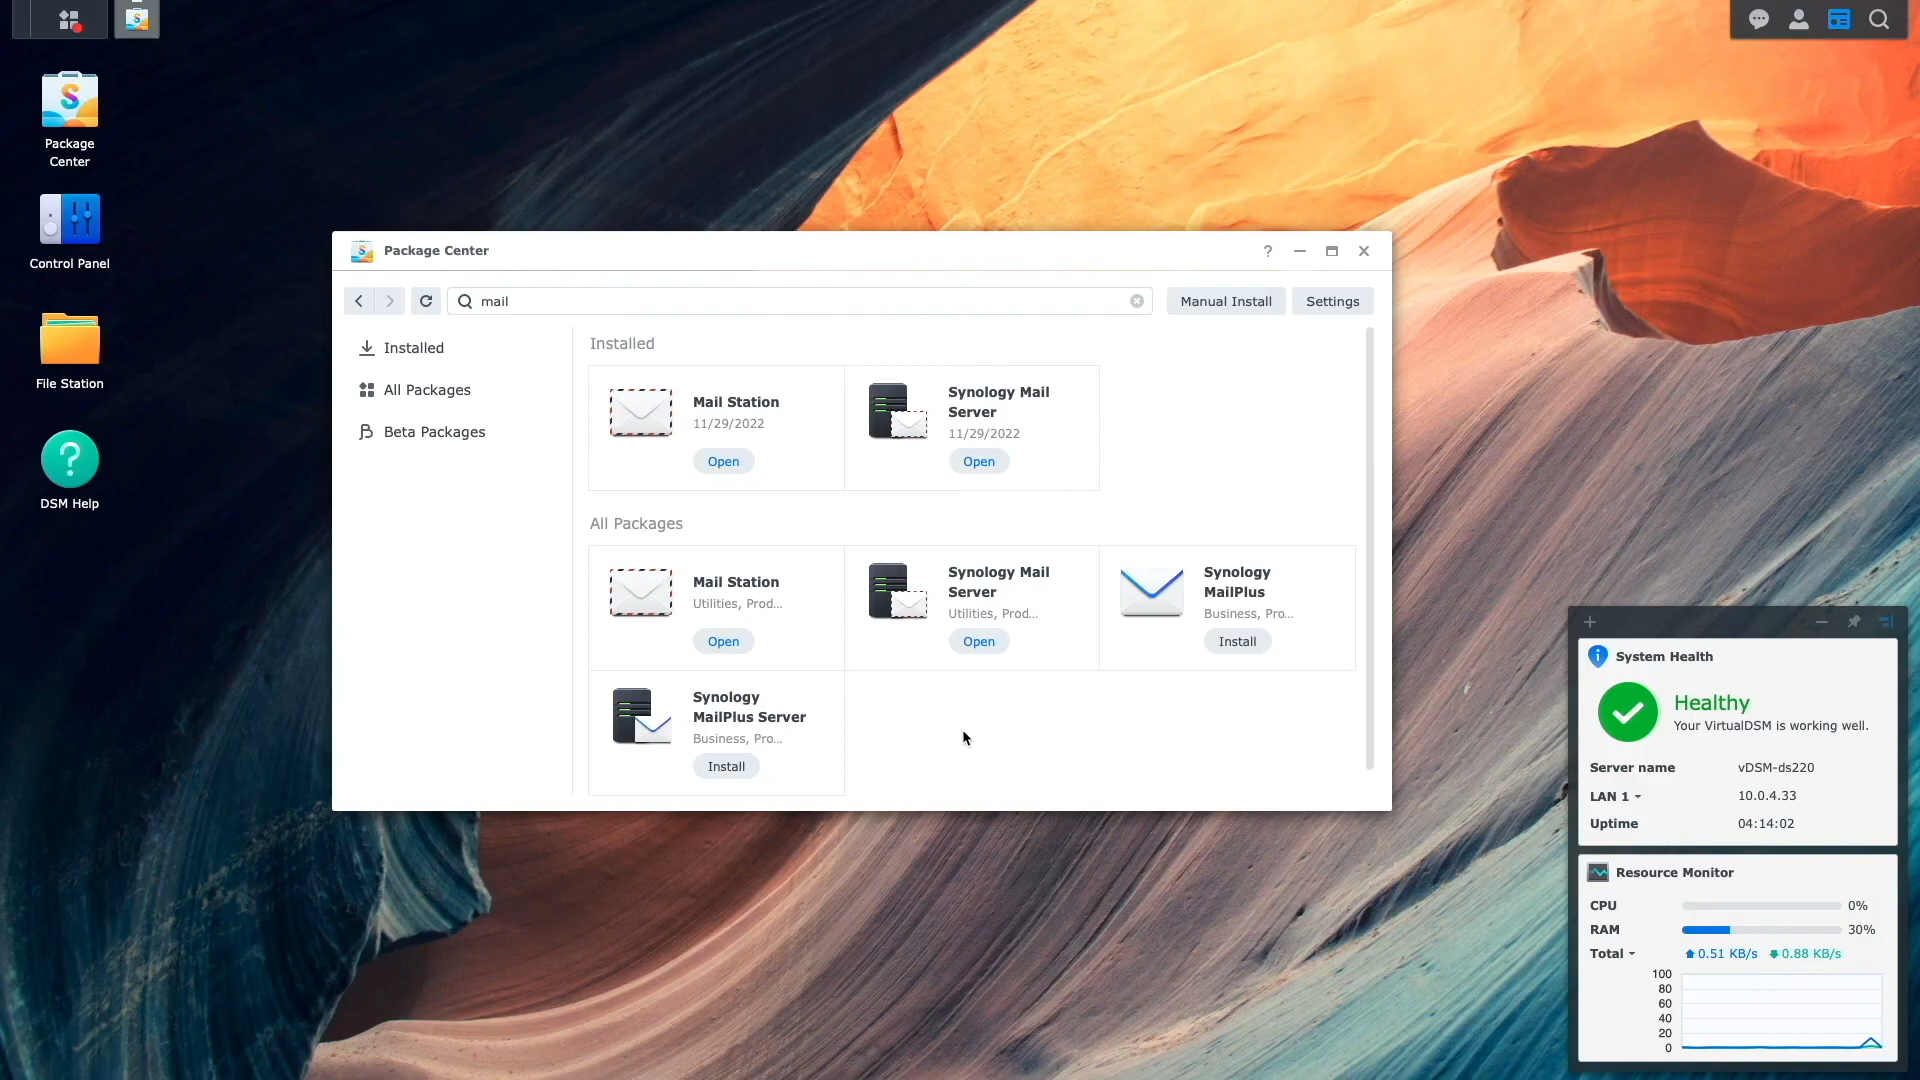 Package
Center
Control Panel
File Station
DSM Help
Package Center
mail
Manual Install
Settings
Installed
All Packages
Beta Packages
Installed
Mail Station
11/29/2022
Open
Synology Mail
Server
11/29/2022
Open
All Packages
Mail Station
Utilities, Prod...
Open
Synology Mail
Server
Utilities, Prod...
Open
Synology
MailPlus
Business, Pro...
Install
Synology
MailPlus Server
Business, Pro...
Install
System Health
Healthy
Your VirtualDSM is working well.
Server name vDSM-ds220
LAN 1 10.0.4.33
Uptime 04:14:02
Resource Monitor
CPU 0%
RAM 30%
Total 0.51 KB/s 0.88 KB/s
100
80
60
40
20
0